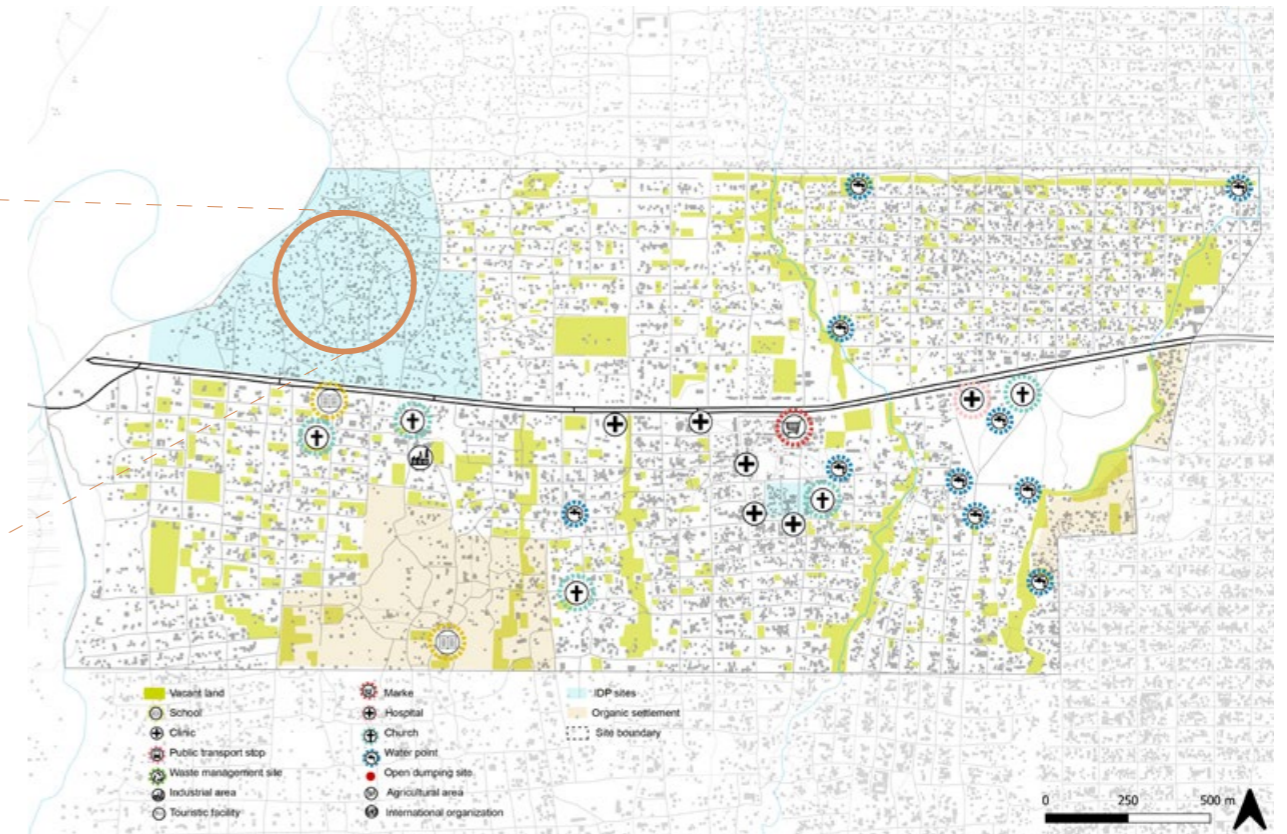 Vacant land
School
Clinic
Public transport stop
Waste management site
Industrial area
Touristic facility
Marke
Hospital
Church
Water point
Open dumping site
Agricultural area
International organization
IDP sites
Organic settlement
Site boundary
0 250 500 m